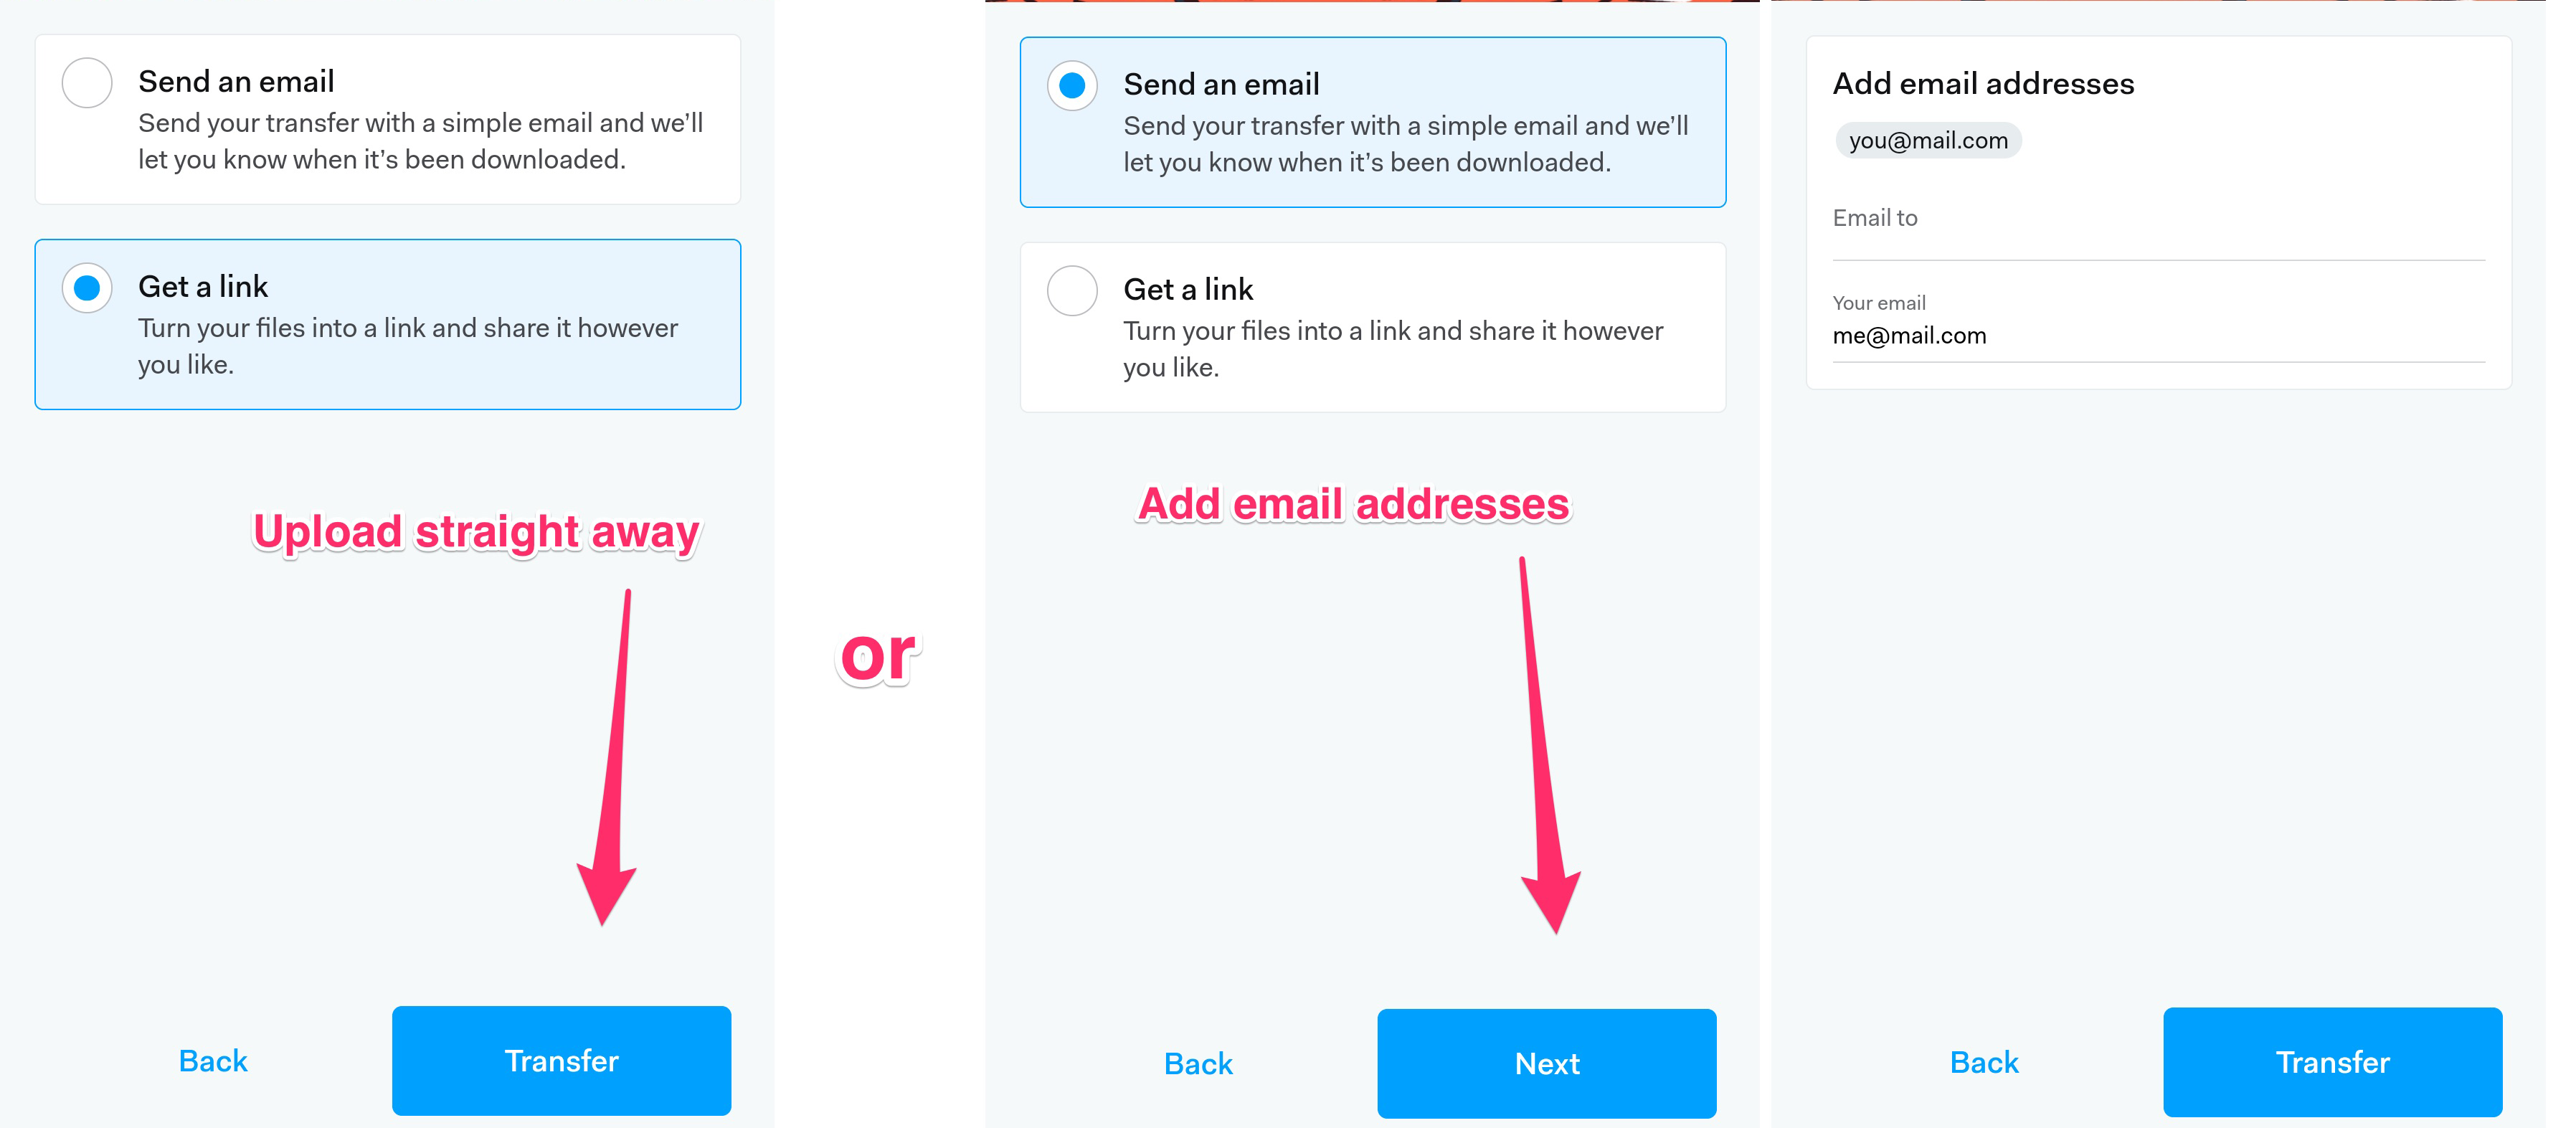 Send an email
Send your transfer with a simple email and we’ll
let you know when it’s been downloaded.
Get a link
Turn your files into a link and share it however
you like.
Upload straight away
Back
Transfer
or
Send an email
Send your transfer with a simple email and we’ll
let you know when it’s been downloaded.
Get a link
Turn your files into a link and share it however
you like.
Add email addresses
Back
Next
Add email addresses
you@mail.com
Email to
Your email
me@mail.com
Back
Transfer